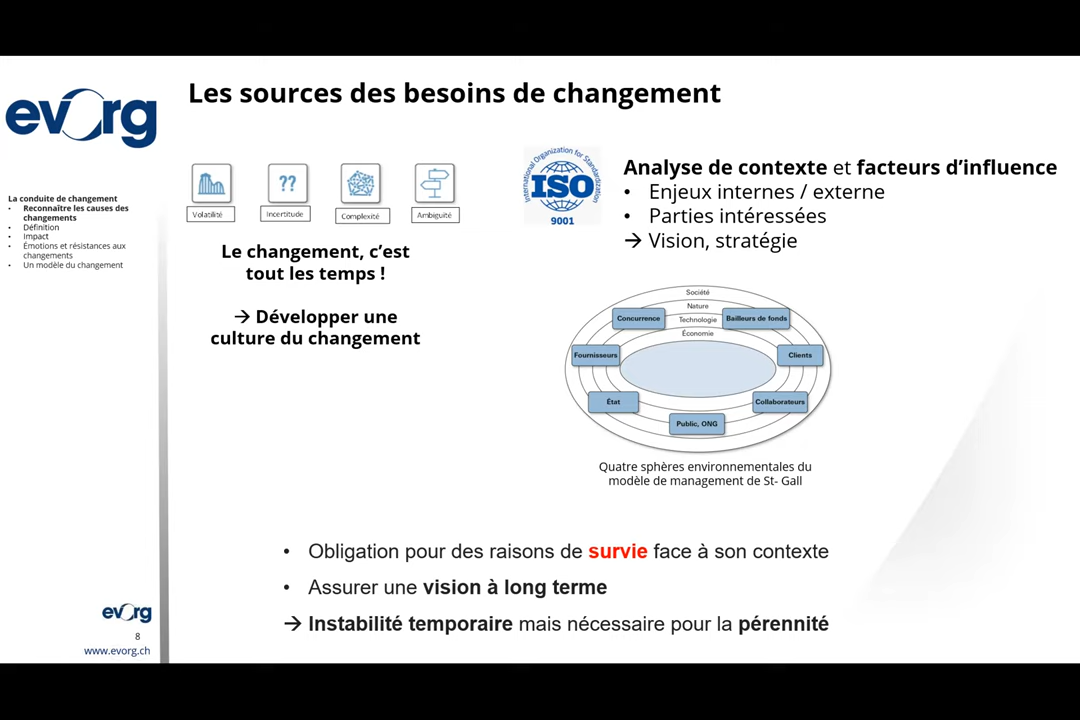 Les sources des besoins de changement
evorg
La conduite de changement
• Reconnaître les causes des
changements
• Définition
• Impact
• Émotions et résistances aux
changements
• Un modèle du changement
??
Volatilité
Incertitude
Complexité
Ambiguité
Le changement, c’est
tout les temps !
→ Développer une
culture du changement
International Organization for Standardization
ISO
9001
Analyse de contexte et facteurs d’influence
• Enjeux internes / externe
• Parties intéressées
→ Vision, stratégie
Société
Nature
Technologie
Économie
Concurrence
Bailleurs de fonds
Fournisseurs
Clients
État
Collaborateurs
Public, ONG
Quatre sphères environnementales du
modèle de management de St- Gall
• Obligation pour des raisons de survie face à son contexte
• Assurer une vision à long terme
→ Instabilité temporaire mais nécessaire pour la pérennité
evorg
8
www.evorg.ch